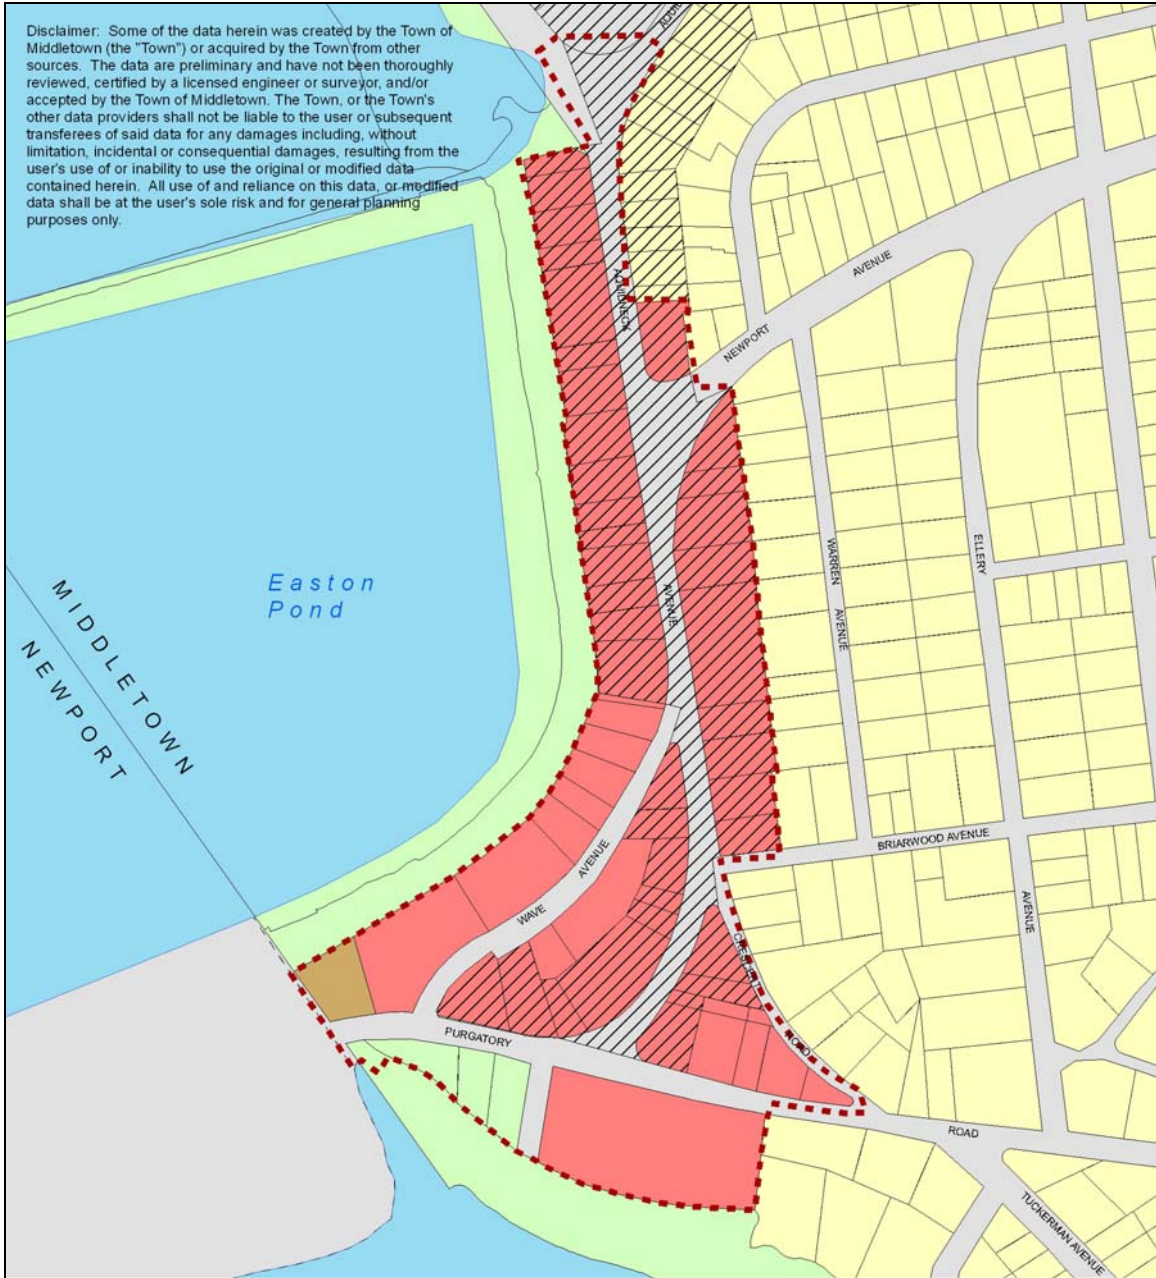 Disclaimer: Some of the data herein was created by the Town of
Middletown (the "Town") or acquired by the Town from other
sources. The data are preliminary and have not been thoroughly
reviewed, certified by a licensed engineer or surveyor, and/or
accepted by the Town of Middletown. The Town, or the Town's
other data providers shall not be liable to the user or subsequent
transferees of said data for any damages including, without
limitation, incidental or consequential damages, resulting from the
user's use of or inability to use the original or modified data
contained herein. All use of and reliance on this data, or modified
data shall be at the user's sole risk and for general planning
purposes only.
AQUIDNECK
AVENUE
NEWPORT
AVENUE
WARREN
AVENUE
ELLERY
AVENUE
Easton
Pond
MIDDLETOWN
NEWPORT
BRIARWOOD AVENUE
WAVE
AVENUE
CRESCENT
ROAD
PURGATORY
ROAD
TUCKERMAN AVENUE